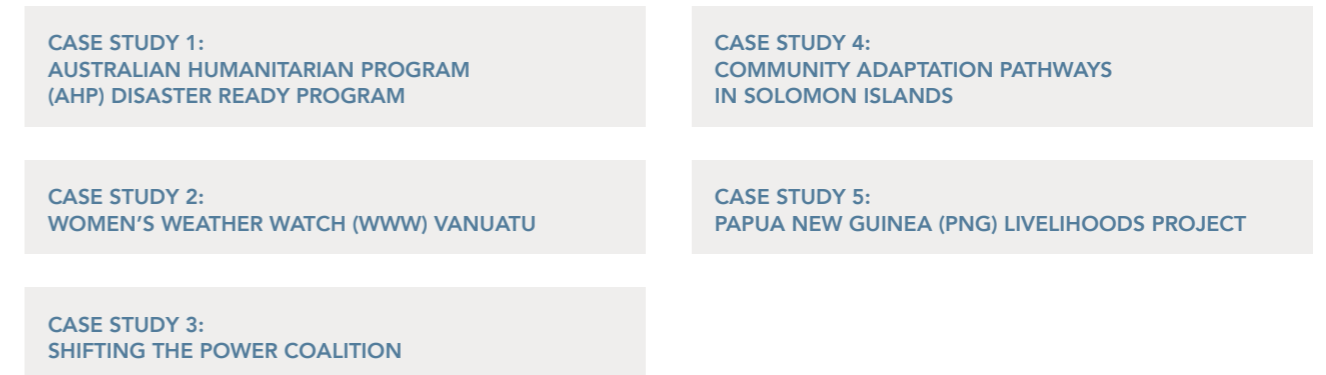 CASE STUDY 1:
AUSTRALIAN HUMANITARIAN PROGRAM
(AHP) DISASTER READY PROGRAM
CASE STUDY 2:
WOMEN’S WEATHER WATCH (WWW) VANUATU
CASE STUDY 3:
SHIFTING THE POWER COALITION
CASE STUDY 4:
COMMUNITY ADAPTATION PATHWAYS
IN SOLOMON ISLANDS
CASE STUDY 5:
PAPUA NEW GUINEA (PNG) LIVELIHOODS PROJECT